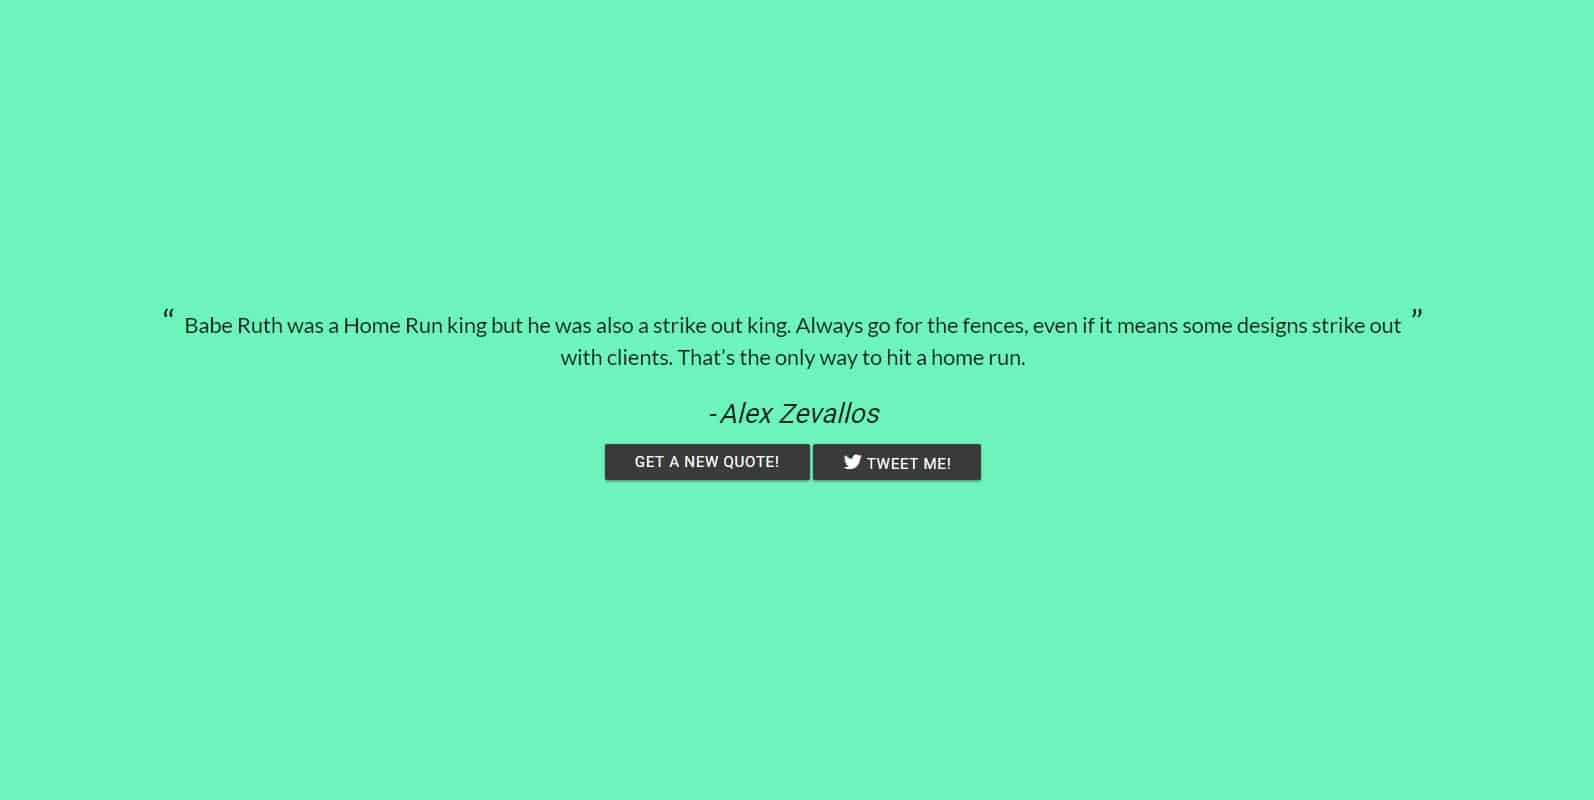 “ Babe Ruth was a Home Run king but he was also a strike out king. Always go for the fences, even if it means some designs strike out ”
with clients. That’s the only way to hit a home run.
- Alex Zevallos
GET A NEW QUOTE! TWEET ME!